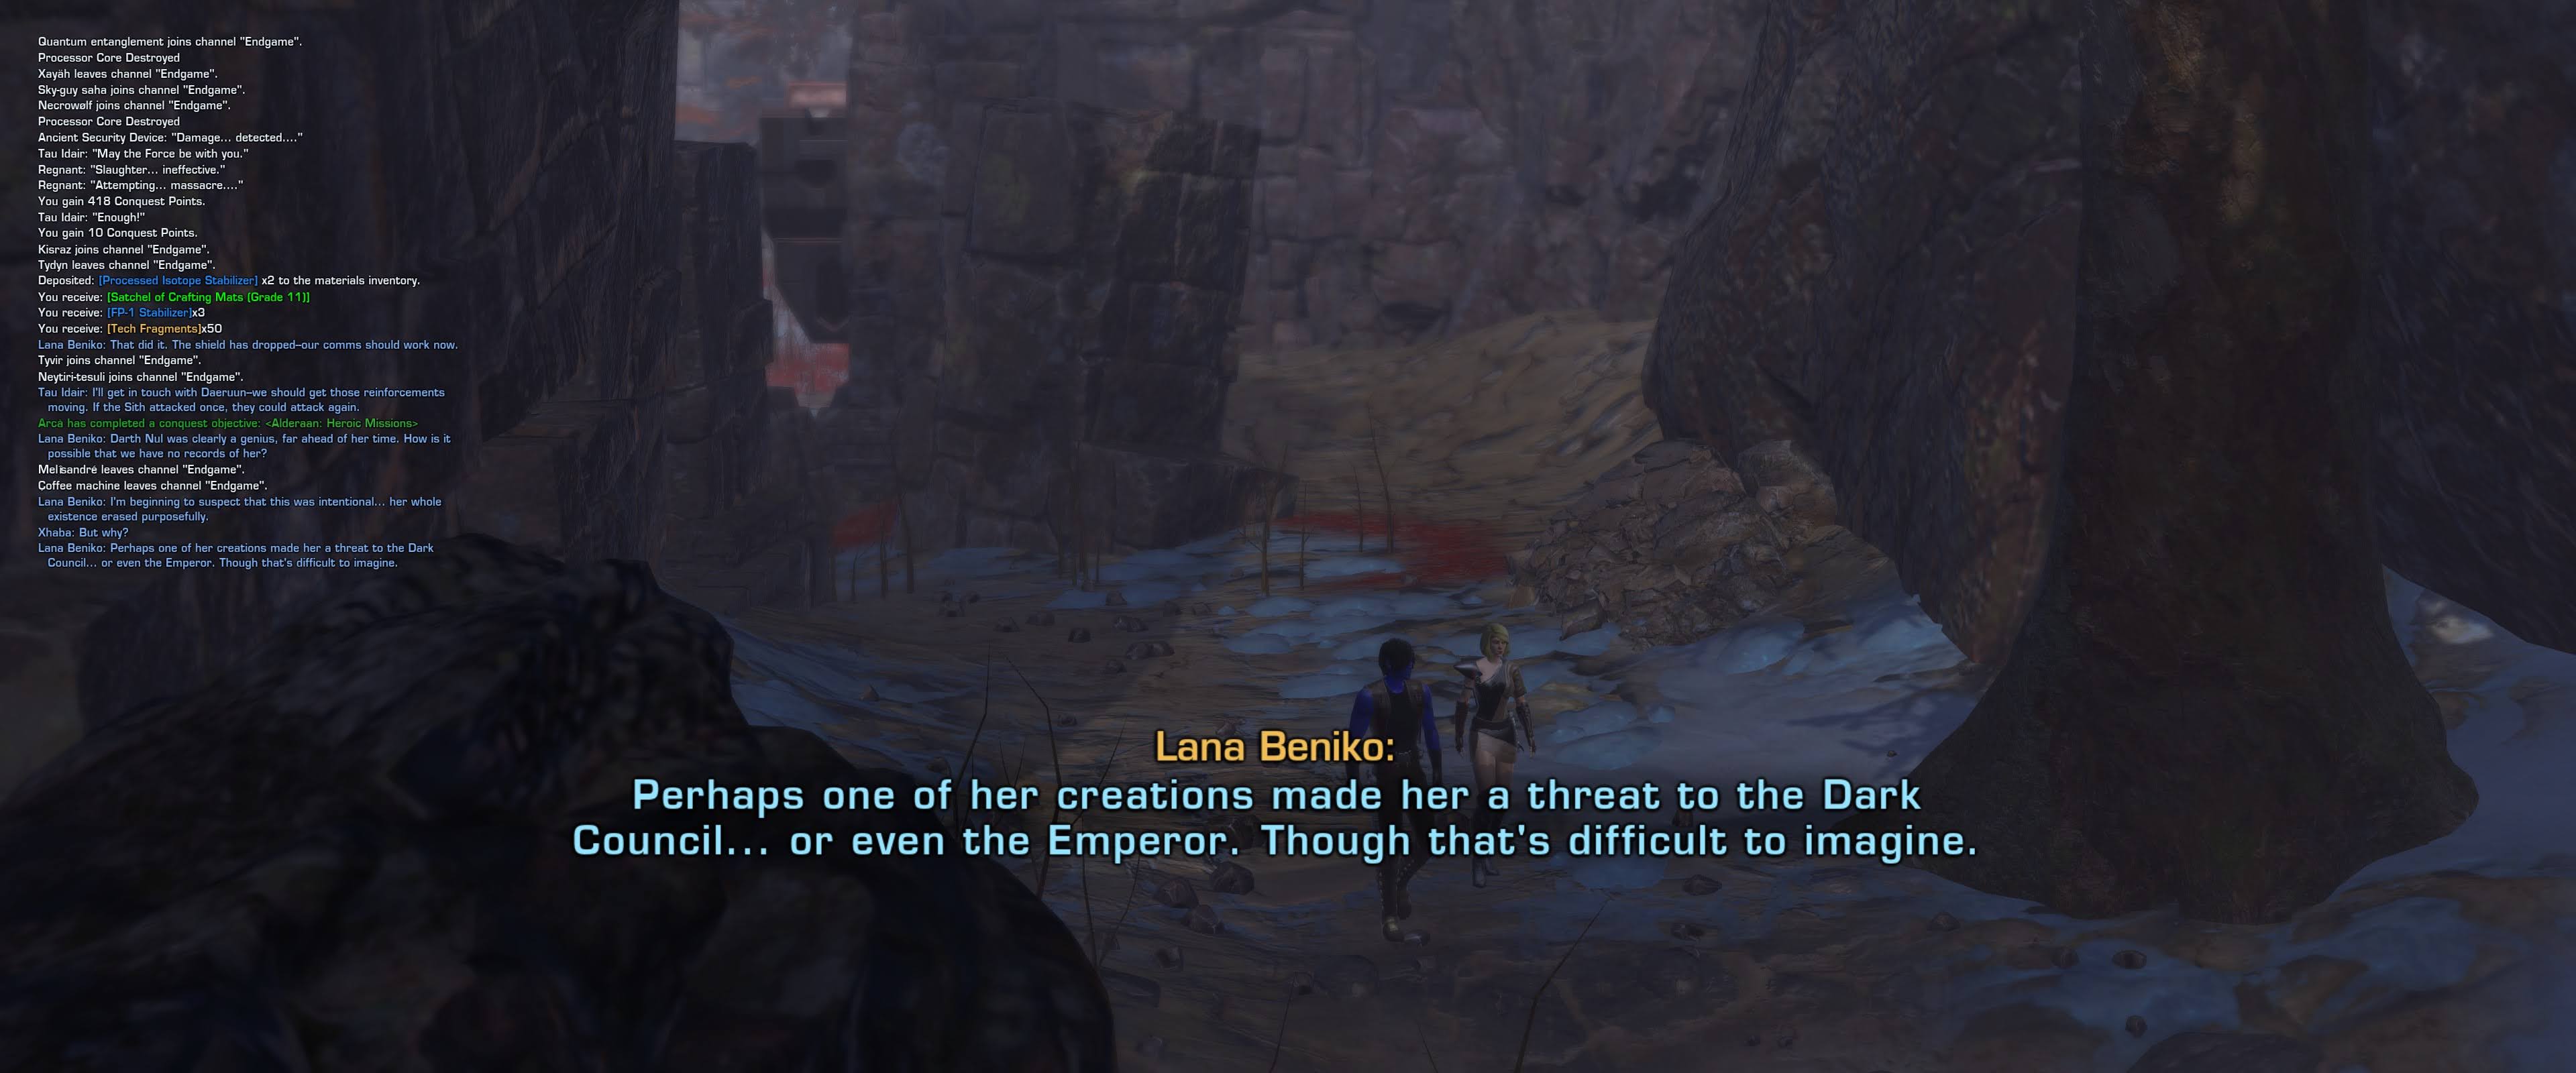 Quantum entanglement joins channel "Endgame".
Processor Core Destroyed
Xayàh leaves channel "Endgame".
Sky-guy saha joins channel "Endgame".
Necrowølf joins channel "Endgame".
Processor Core Destroyed
Ancient Security Device: "Damage... detected...."
Tau Idair: "May the Force be with you."
Regnant: "Slaughter... ineffective."
Regnant: "Attempting... massacre...."
You gain 418 Conquest Points.
Tau Idair: "Enough!"
You gain 10 Conquest Points.
Kisraz joins channel "Endgame".
Tydyn leaves channel "Endgame".
Deposited: [Processed Isotope Stabilizer] x2 to the materials inventory.
You receive: [Satchel of Crafting Mats (Grade 11)]
You receive: [FP-1 Stabilizer]x3
You receive: [Tech Fragments]x50
Lana Beniko: That did it. The shield has dropped–our comms should work now.
Tyvir joins channel "Endgame".
Neytiri-tesuli joins channel "Endgame".
Tau Idair: I'll get in touch with Daeruun–we should get those reinforcements
moving. If the Sith attacked once, they could attack again.
Arcà has completed a conquest objective: <Alderaan: Heroic Missions>
Lana Beniko: Darth Nul was clearly a genius, far ahead of her time. How is it
possible that we have no records of her?
leaves channel "Endgame".
Coffee machine leaves channel "Endgame".
Lana Beniko: I'm beginning to suspect that this was intentional... her whole
existence erased purposefully.
Xhaba: But why?
Lana Beniko: Perhaps one of her creations made her a threat to the Dark
Council... or even the Emperor. Though that's difficult to imagine.
Lana Beniko:
Perhaps one of her creations made her a threat to the Dark
Council... or even the Emperor. Though that's difficult to imagine.